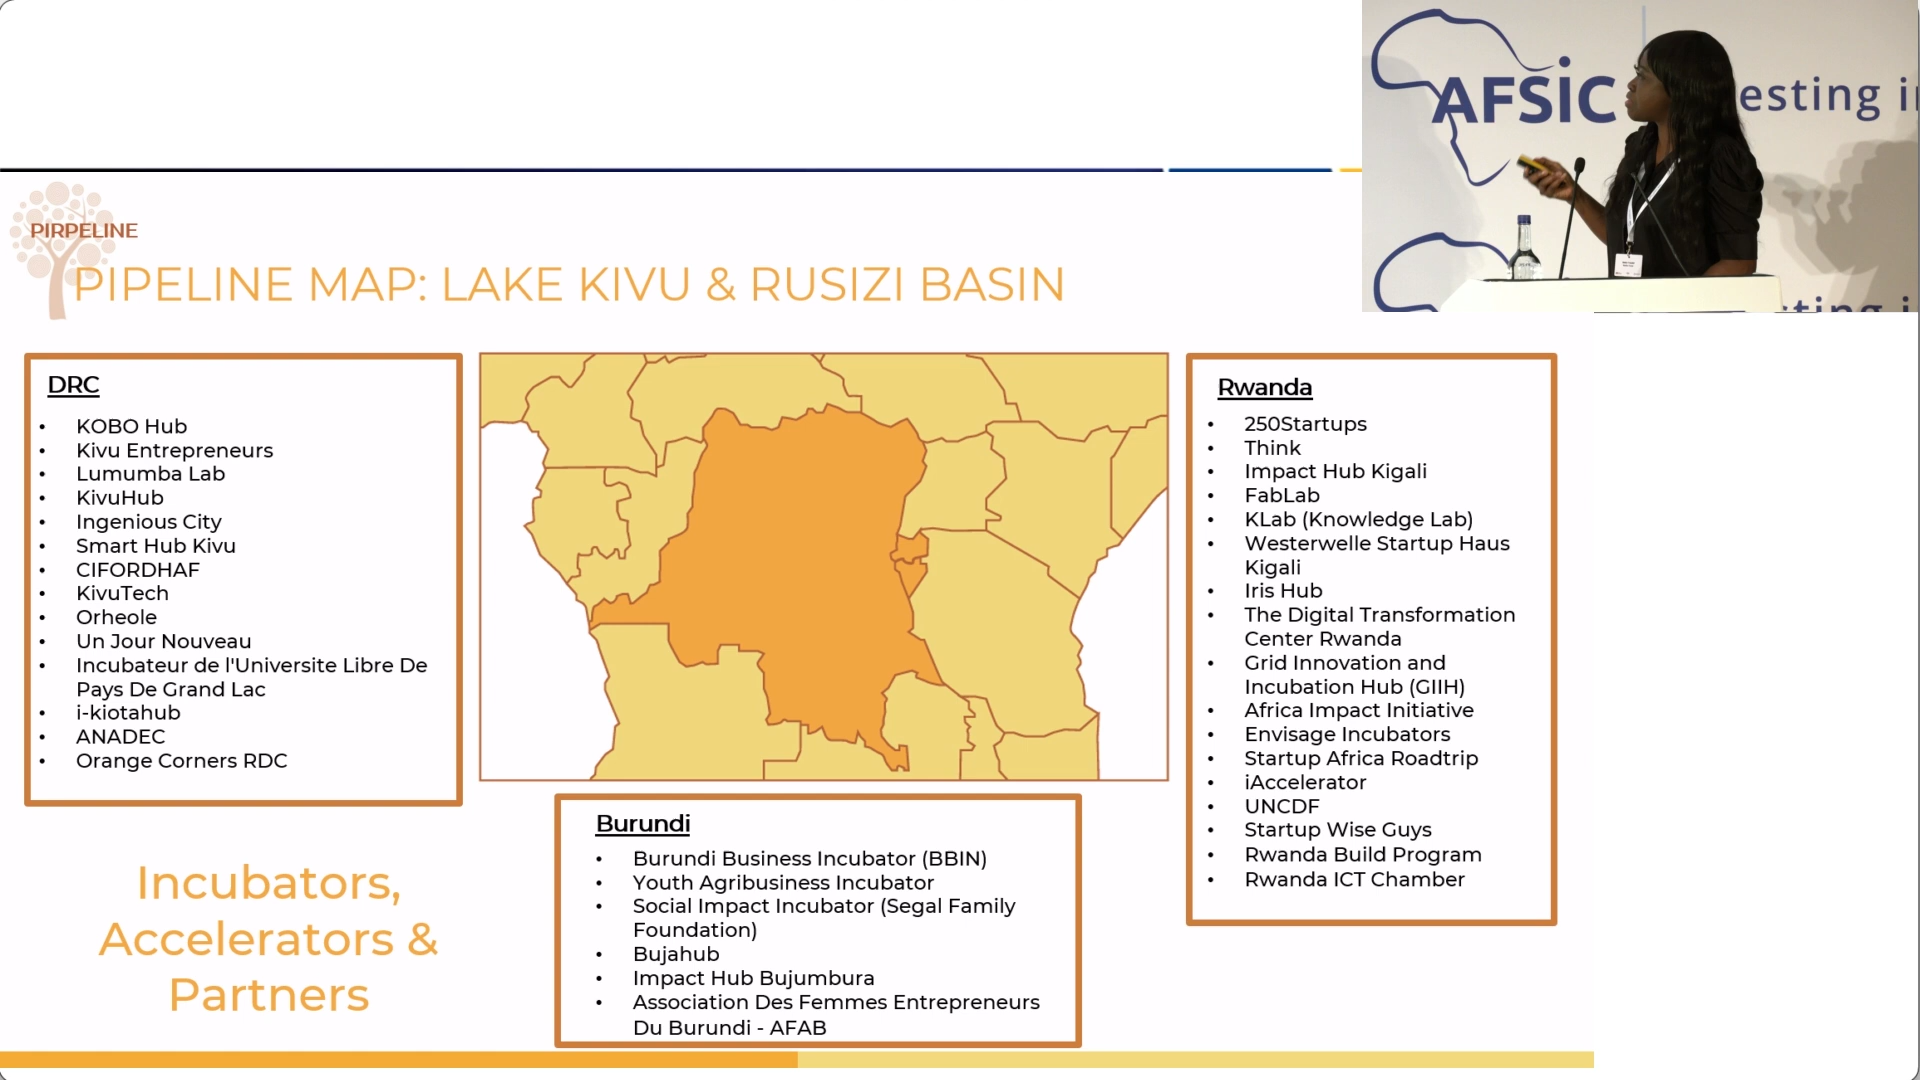 AFSIC
esting i
sting i
PIRPELINE
PIPELINE MAP: LAKE KIVU & RUSIZI BASIN
DRC
• KOBO Hub
• Kivu Entrepreneurs
• Lumumba Lab
• KivuHub
• Ingenious City
• Smart Hub Kivu
• CIFORDHAF
• KivuTech
• Orheole
• Un Jour Nouveau
• Incubateur de l'Universite Libre De
Pays De Grand Lac
• i-kiotahub
• ANADEC
• Orange Corners RDC
Incubators,
Accelerators &
Partners
Burundi
• Burundi Business Incubator (BBIN)
• Youth Agribusiness Incubator
• Social Impact Incubator (Segal Family
Foundation)
• Bujahub
• Impact Hub Bujumbura
• Association Des Femmes Entrepreneurs
Du Burundi - AFAB
Rwanda
• 250Startups
• Think
• Impact Hub Kigali
• FabLab
• KLab (Knowledge Lab)
• Westerwelle Startup Haus
Kigali
• Iris Hub
• The Digital Transformation
Center Rwanda
• Grid Innovation and
Incubation Hub (GIIH)
• Africa Impact Initiative
• Envisage Incubators
• Startup Africa Roadtrip
• iAccelerator
• UNCDF
• Startup Wise Guys
• Rwanda Build Program
• Rwanda ICT Chamber